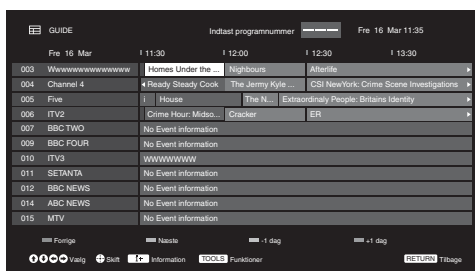 GUIDE Indtast programnummer Fre 16 Mar 11:35
Fre 16 Mar 11:30 12:00 12:30 13:30
003 Wwwwwwwwwwwwww Homes Under the ... Nighbours Afterlife
004 Channel 4 Ready Steady Cook The Jermy Kyle ... CSI NewYork: Crime Scene Investigations
005 Five i House The N... Extraordinaly People: Britains Identity
006 ITV2 Crime Hour: Midso... Cracker ER
007 BBC TWO No Event information
009 BBC FOUR No Event information
010 ITV3 WWWWWWW
011 SETANTA No Event information
012 BBC NEWS No Event information
014 ABC NEWS No Event information
015 MTV No Event information
Forrige Næste -1 dag +1 dag
Vælg Skift i+ Information TOOLS Funktioner RETURN Tilbage